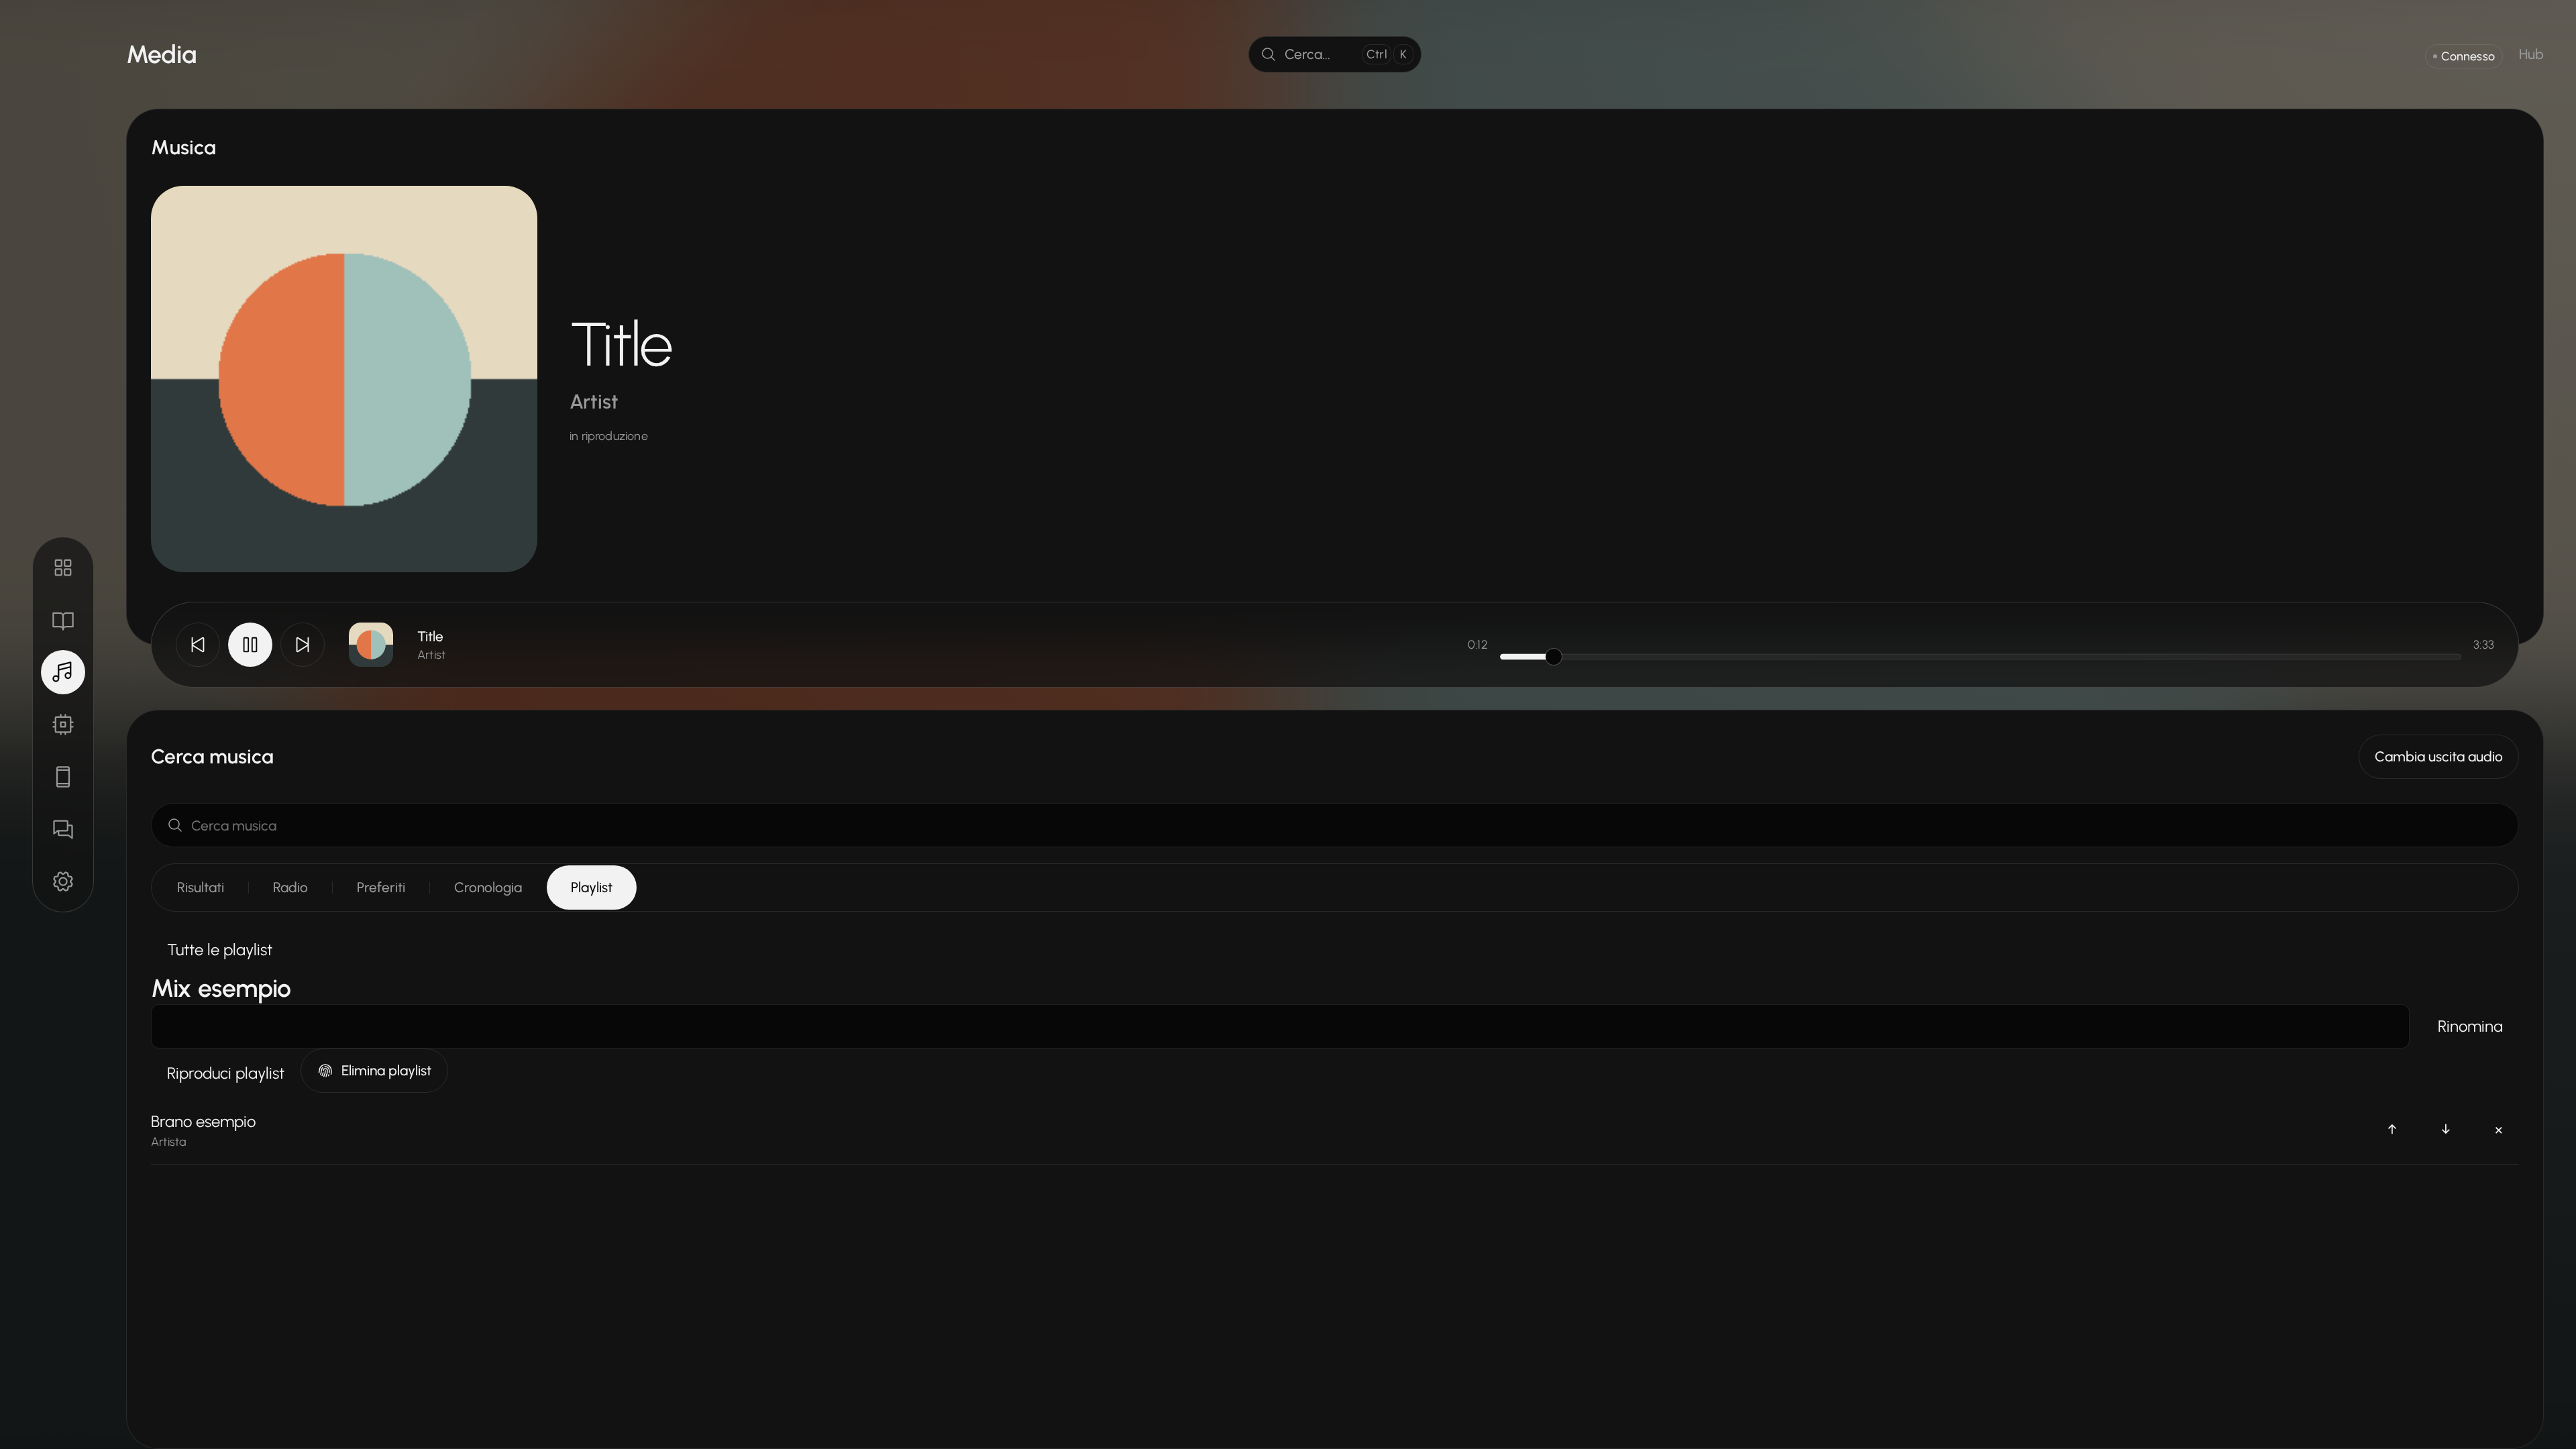 Media
Cerca... Ctrl K
Connesso
Hub
Musica
Title
Artist
in riproduzione
Title
Artist
0:12
3:33
Cerca musica
Cambia uscita audio
Cerca musica
Risultati Radio Preferiti Cronologia Playlist
Tutte le playlist
Mix esempio
Rinomina
Riproduci playlist Elimina playlist
Brano esempio
Artista